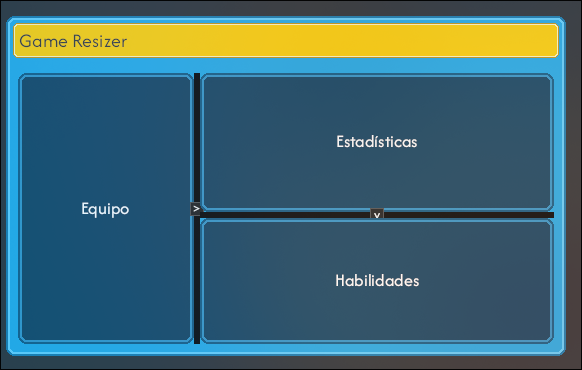 Game Resizer
Estadísticas
Equipo
>
v
Habilidades